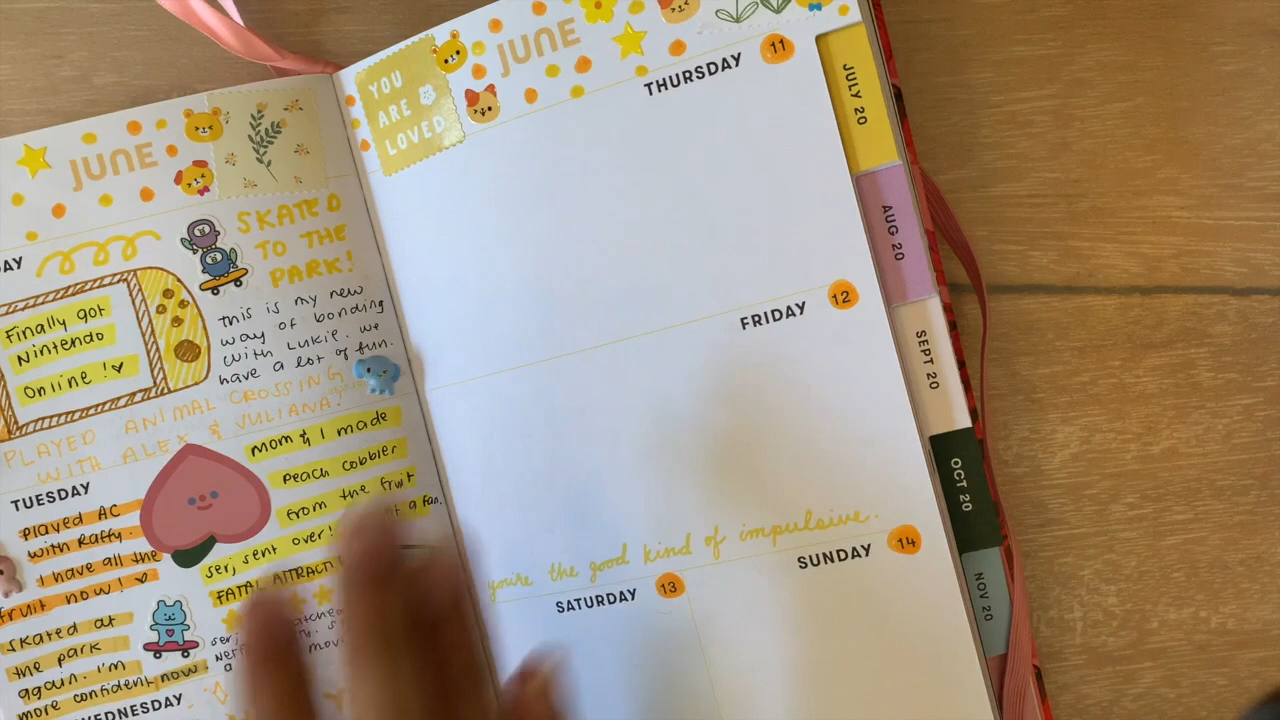 JUNE
DAY
Finally got
Nintendo
Online!
SKATED
TO THE
PARK!
this is my new
way of bonding
with Lukie. we
have a lot of fun.
PLAYED ANIMAL CROSSING
WITH ALEX & YULIANA!
TUESDAY
played AC
with Raffy.
I have all the
fruit now!
skated at
the park
again. I'm
more confident now!
WEDNESDAY
mom & I made
peach cobbler
from the fruit
serj sent over!
a fan.
FATAL ATTRACTI
YOU
ARE
LOVED
JUNE
THURSDAY 11
FRIDAY 12
you're the good kind of impulsive.
SATURDAY 13
SUNDAY 14
JULY 20
AUG 20
SEPT 20
OCT 20
NOV 20